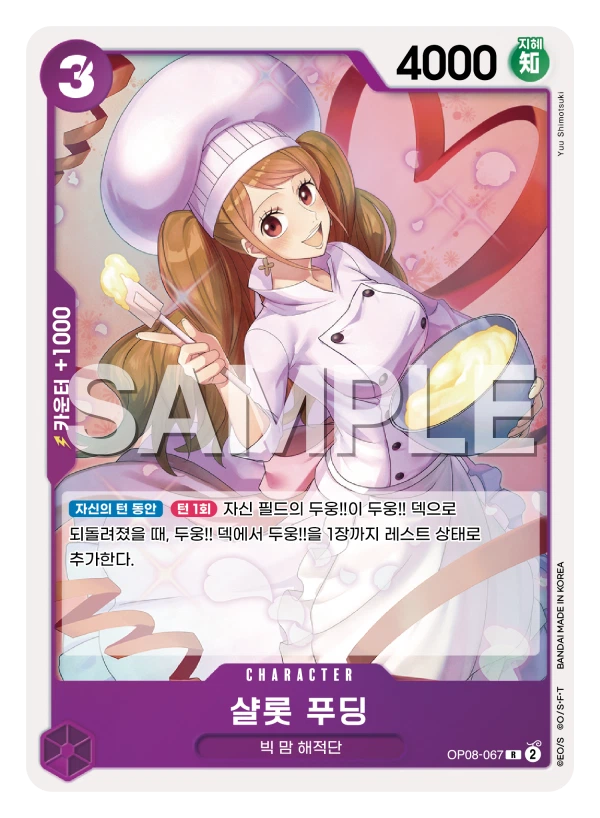 3
4000
지혜
知
Yuu Shimotsuki
카운터 +1000
SAMPLE
자신의 턴 동안 턴 1회 자신 필드의 두웅!!이 두웅!! 덱으로
되돌려졌을 때, 두웅!! 덱에서 두웅!!을 1장까지 레스트 상태로
추가한다.
CHARACTER
샬롯 푸딩
빅 맘 해적단
OP08-067 R 2
©EO/S ©O/S·F·T BANDAI MADE IN KOREA